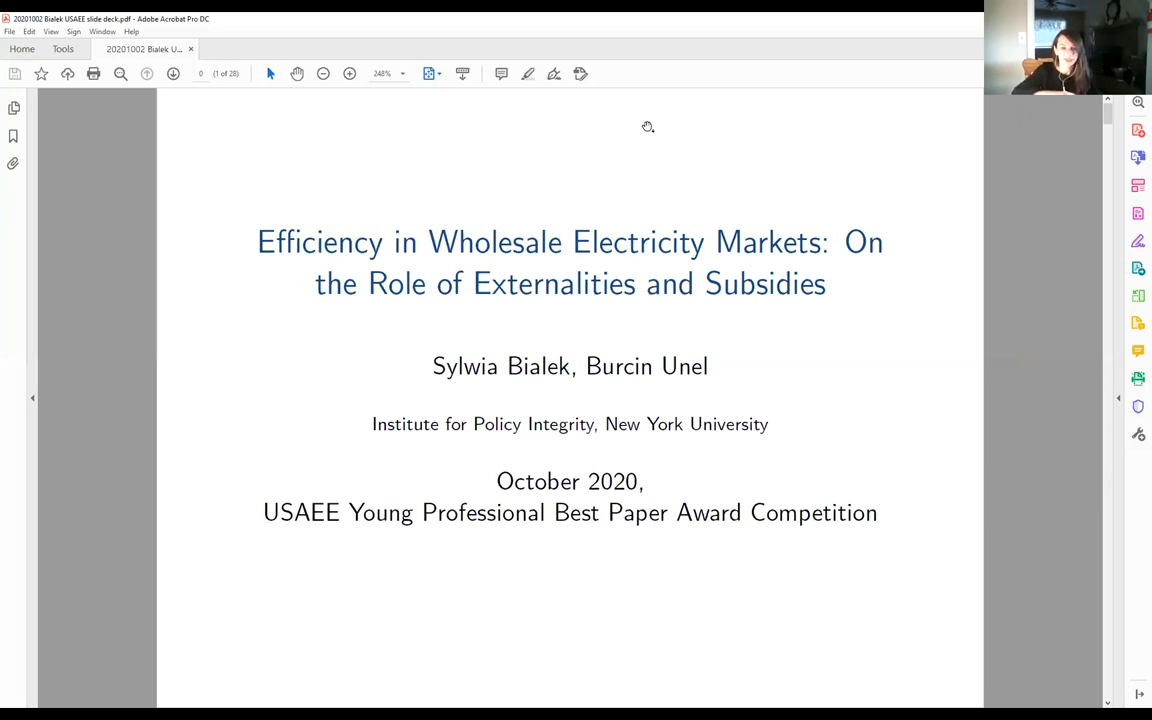 20201002 Bialek USAEE slide deck.pdf - Adobe Acrobat Pro DC
File Edit View Sign Window Help
Home Tools 20201002 Bialek U... ×
0 (1 of 28) 248%
Efficiency in Wholesale Electricity Markets: On
the Role of Externalities and Subsidies
Sylwia Bialek, Burcin Unel
Institute for Policy Integrity, New York University
October 2020,
USAEE Young Professional Best Paper Award Competition